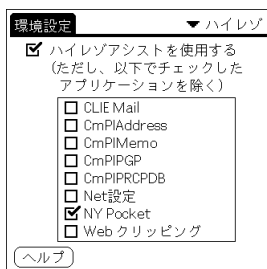 環境設定 ▼ ハイレゾ
ハイレゾアシストを使用する
(ただし、以下でチェックした
アプリケーションを除く)
CLIE Mail
CmPIAddress
CmPIMemo
CmPIPGP
CmPIPRCPDB
Net設定
NY Pocket
Web クリッピング
ヘルプ